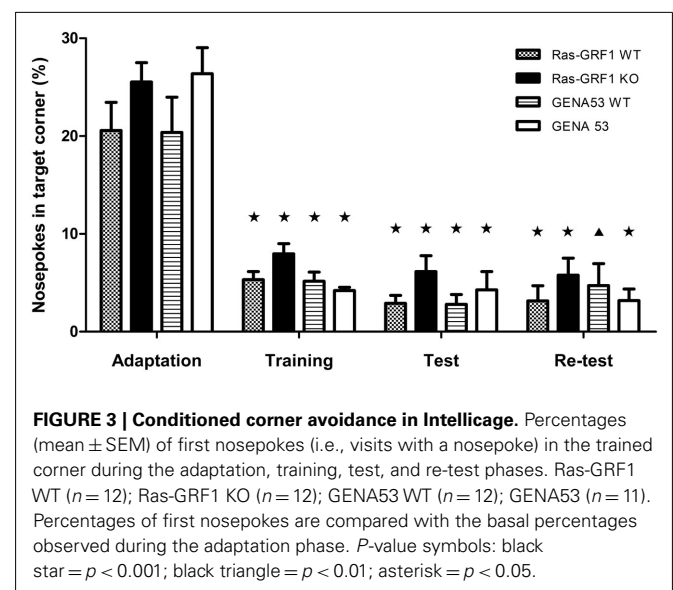 30
20
10
0
Nosepokes in target corner (%)
Ras-GRF1 WT
Ras-GRF1 KO
GENA53 WT
GENA 53
★ ★ ★ ★ ★ ★ ★ ★ ★ ★ ▲ ★
Adaptation Training Test Re-test
FIGURE 3 | Conditioned corner avoidance in Intellicage. Percentages
(mean ± SEM) of first nosepokes (i.e., visits with a nosepoke) in the trained
corner during the adaptation, training, test, and re-test phases. Ras-GRF1
WT (n = 12); Ras-GRF1 KO (n = 12); GENA53 WT (n = 12); GENA53 (n = 11).
Percentages of first nosepokes are compared with the basal percentages
observed during the adaptation phase. P-value symbols: black
star = p < 0.001; black triangle = p < 0.01; asterisk = p < 0.05.